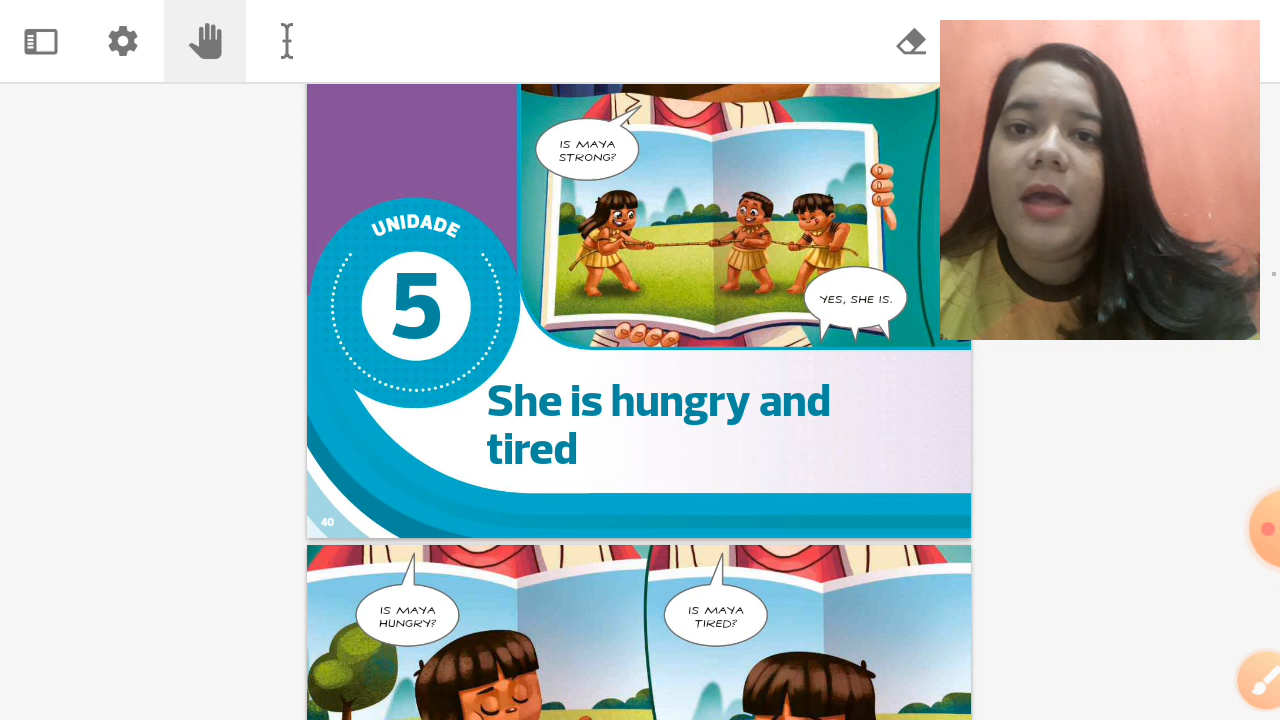 IS MAYA
STRONG?
YES, SHE IS.
UNIDADE
5
She is hungry and
tired
40
IS MAYA
HUNGRY?
IS MAYA
TIRED?